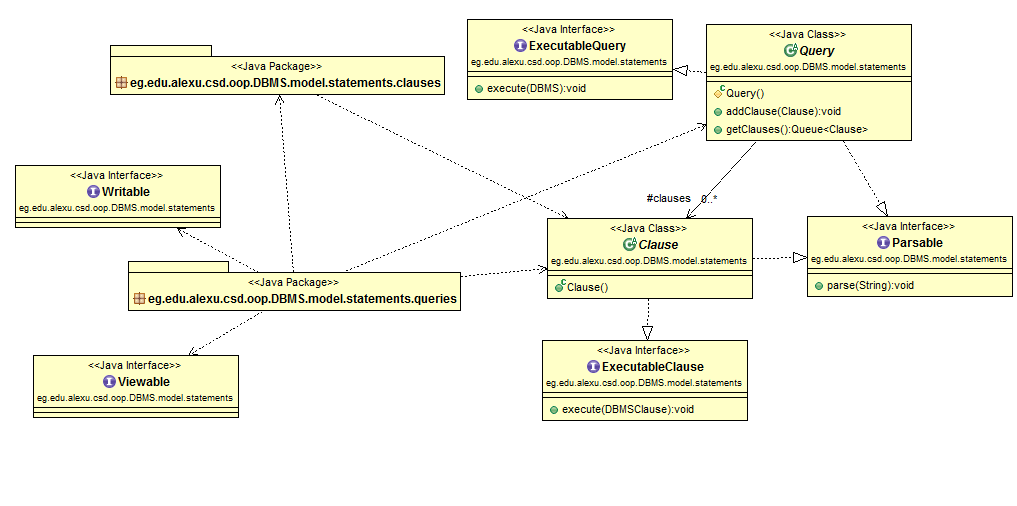 <<Java Interface>>
ExecutableQuery
eg.edu.alexu.csd.oop.DBMS.model.statements
execute(DBMS):void
<<Java Class>>
Query
eg.edu.alexu.csd.oop.DBMS.model.statements
Query()
addClause(Clause):void
getClauses():Queue<Clause>
<<Java Package>>
eg.edu.alexu.csd.oop.DBMS.model.statements.clauses
<<Java Interface>>
Writable
eg.edu.alexu.csd.oop.DBMS.model.statements
#clauses 0..*
<<Java Class>>
Clause
eg.edu.alexu.csd.oop.DBMS.model.statements
Clause()
<<Java Interface>>
Parsable
eg.edu.alexu.csd.oop.DBMS.model.statements
parse(String):void
<<Java Package>>
eg.edu.alexu.csd.oop.DBMS.model.statements.queries
<<Java Interface>>
Viewable
eg.edu.alexu.csd.oop.DBMS.model.statements
<<Java Interface>>
ExecutableClause
eg.edu.alexu.csd.oop.DBMS.model.statements
execute(DBMSClause):void